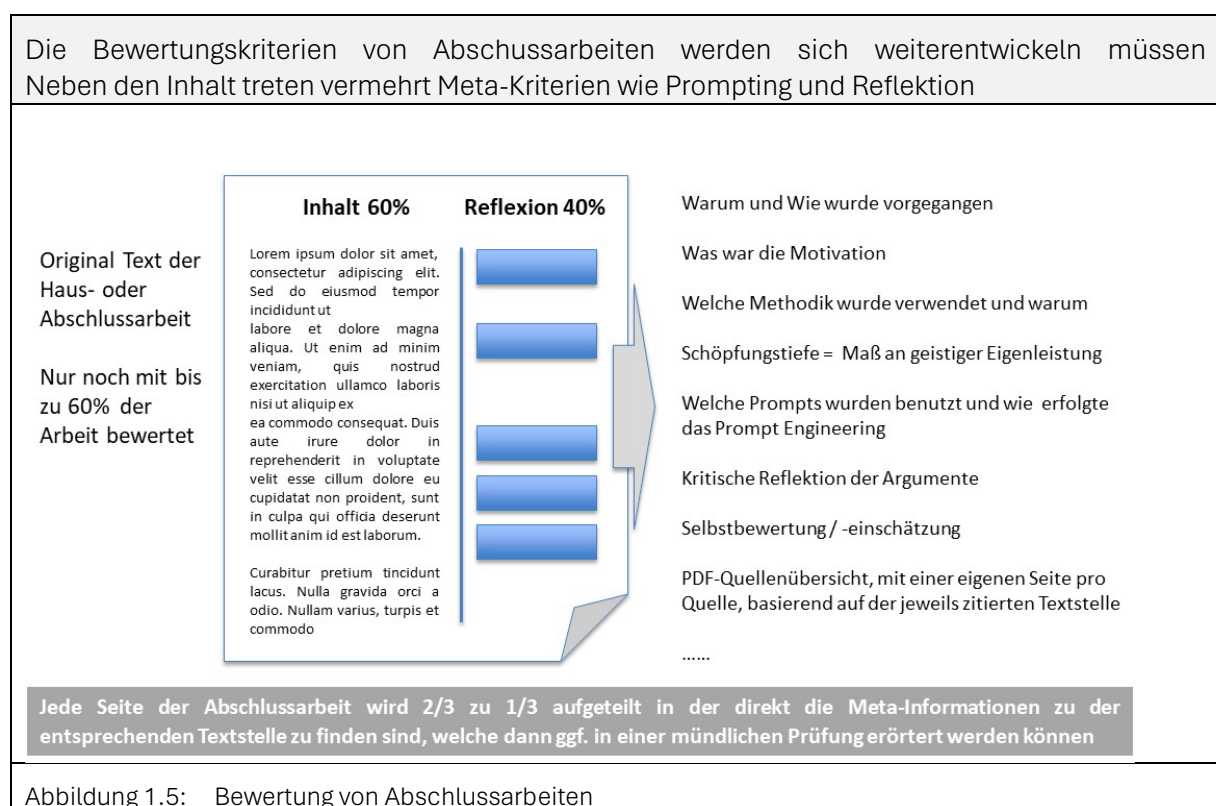 Die Bewertungskriterien von Abschussarbeiten werden sich weiterentwickeln müssen
Neben den Inhalt treten vermehrt Meta-Kriterien wie Prompting und Reflektion
Original Text der
Haus- oder
Abschlussarbeit
Nur noch mit bis
zu 60% der
Arbeit bewertet
Inhalt 60%
Lorem ipsum dolor sit amet,
consectetur adipiscing elit.
Sed do eiusmod tempor
incididunt ut
labore et dolore magna
aliqua. Ut enim ad minim
veniam, quis nostrud
exercitation ullamco laboris
nisi ut aliquip ex
ea commodo consequat. Duis
aute irure dolor in
reprehenderit in voluptate
velit esse cillum dolore eu
cupidatat non proident, sunt
in culpa qui officia deserunt
mollit anim id est laborum.
Curabitur pretium tincidunt
lacus. Nulla gravida orci a
odio. Nullam varius, turpis et
commodo
Reflexion 40%
Warum und Wie wurde vorgegangen
Was war die Motivation
Welche Methodik wurde verwendet und warum
Schöpfungstiefe = Maß an geistiger Eigenleistung
Welche Prompts wurden benutzt und wie erfolgte
das Prompt Engineering
Kritische Reflektion der Argumente
Selbstbewertung / -einschätzung
PDF-Quellenübersicht, mit einer eigenen Seite pro
Quelle, basierend auf der jeweils zitierten Textstelle
......
Jede Seite der Abschlussarbeit wird 2/3 zu 1/3 aufgeteilt in der direkt die Meta-Informationen zu der
entsprechenden Textstelle zu finden sind, welche dann ggf. in einer mündlichen Prüfung erörtert werden können
Abbildung 1.5: Bewertung von Abschlussarbeiten